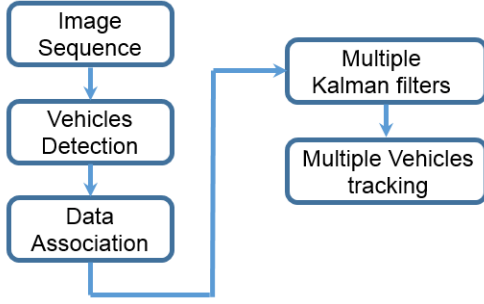 Image
Sequence
Vehicles
Detection
Data
Association
Multiple
Kalman filters
Multiple Vehicles
tracking